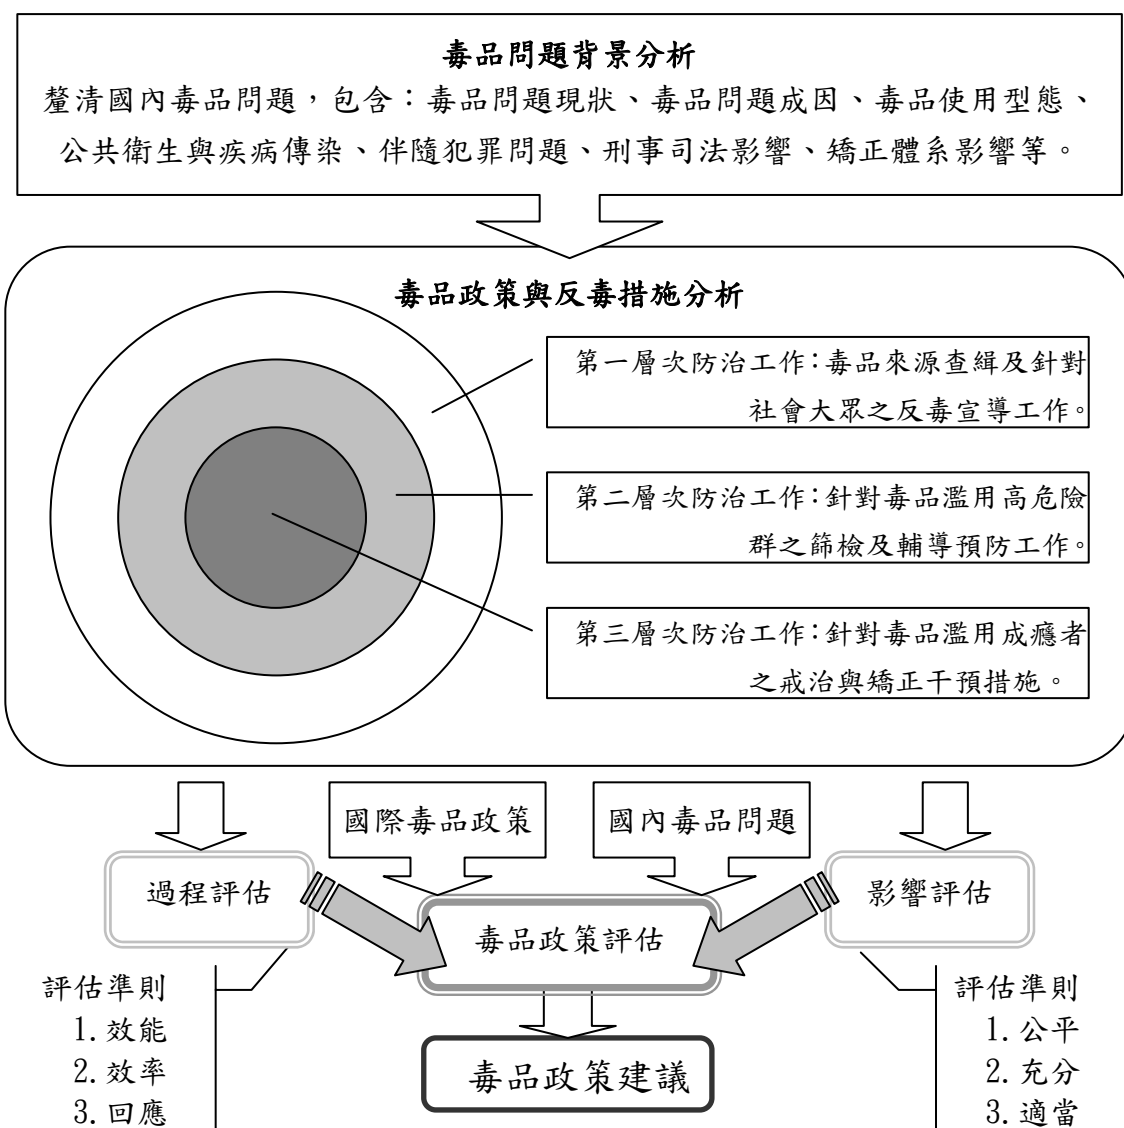 毒品問題背景分析
釐清國內毒品問題，包含：毒品問題現狀、毒品問題成因、毒品使用型態、
公共衛生與疾病傳染、伴隨犯罪問題、刑事司法影響、矯正體系影響等。
毒品政策與反毒措施分析
第一層次防治工作：毒品來源查緝及針對
社會大眾之反毒宣導工作。
第二層次防治工作：針對毒品濫用高危險
群之篩檢及輔導預防工作。
第三層次防治工作：針對毒品濫用成癮者
之戒治與矯正干預措施。
國際毒品政策
國內毒品問題
過程評估
影響評估
毒品政策評估
評估準則
1.效能
2.效率
3.回應
評估準則
1.公平
2.充分
3.適當
毒品政策建議